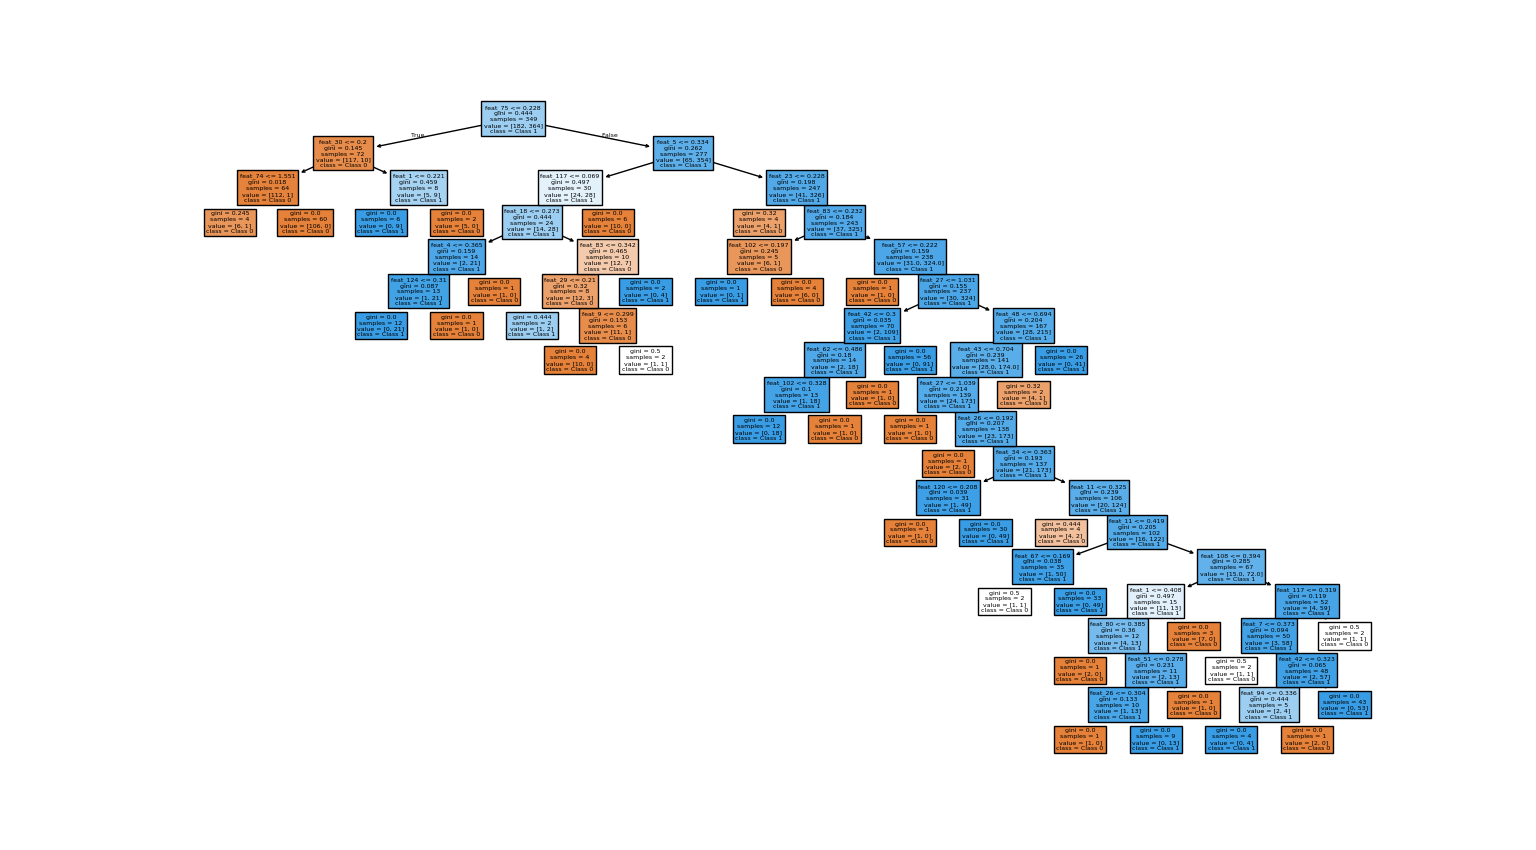 feat_75 <= 0.228
gini = 0.444
samples = 349
value = [182, 364]
class = Class 1
True
False
feat_30 <= 0.2
gini = 0.145
samples = 72
value = [117, 10]
class = Class 0
feat_5 <= 0.334
gini = 0.262
samples = 277
value = [65, 354]
class = Class 1
feat_74 <= 1.551
gini = 0.018
samples = 64
value = [112, 1]
class = Class 0
feat_1 <= 0.221
gini = 0.459
samples = 8
value = [5, 9]
class = Class 1
feat_117 <= 0.069
gini = 0.497
samples = 30
value = [24, 28]
class = Class 1
feat_23 <= 0.228
gini = 0.198
samples = 247
value = [41, 326]
class = Class 1
gini = 0.245
samples = 4
value = [6, 1]
class = Class 0
gini = 0.0
samples = 60
value = [106, 0]
class = Class 0
gini = 0.0
samples = 6
value = [0, 9]
class = Class 1
gini = 0.0
samples = 2
value = [5, 0]
class = Class 0
feat_18 <= 0.273
gini = 0.444
samples = 24
value = [14, 28]
class = Class 1
gini = 0.0
samples = 6
value = [10, 0]
class = Class 0
gini = 0.32
samples = 4
value = [4, 1]
class = Class 0
feat_83 <= 0.232
gini = 0.184
samples = 243
value = [37, 325]
class = Class 1
feat_4 <= 0.365
gini = 0.159
samples = 14
value = [2, 21]
class = Class 1
feat_83 <= 0.342
gini = 0.465
samples = 10
value = [12, 7]
class = Class 0
feat_102 <= 0.197
gini = 0.245
samples = 5
value = [6, 1]
class = Class 0
feat_57 <= 0.222
gini = 0.159
samples = 238
value = [31.0, 324.0]
class = Class 1
feat_124 <= 0.31
gini = 0.087
samples = 13
value = [1, 21]
class = Class 1
gini = 0.0
samples = 1
value = [1, 0]
class = Class 0
feat_29 <= 0.21
gini = 0.32
samples = 8
value = [12, 3]
class = Class 0
gini = 0.0
samples = 2
value = [0, 4]
class = Class 1
gini = 0.0
samples = 1
value = [0, 1]
class = Class 1
gini = 0.0
samples = 4
value = [6, 0]
class = Class 0
gini = 0.0
samples = 1
value = [1, 0]
class = Class 0
feat_27 <= 1.031
gini = 0.155
samples = 237
value = [30, 324]
class = Class 1
gini = 0.0
samples = 12
value = [0, 21]
class = Class 1
gini = 0.0
samples = 1
value = [1, 0]
class = Class 0
gini = 0.444
samples = 2
value = [1, 2]
class = Class 1
feat_9 <= 0.299
gini = 0.153
samples = 6
value = [11, 1]
class = Class 0
feat_42 <= 0.3
gini = 0.035
samples = 70
value = [2, 109]
class = Class 1
feat_48 <= 0.694
gini = 0.204
samples = 167
value = [28, 215]
class = Class 1
gini = 0.0
samples = 4
value = [10, 0]
class = Class 0
gini = 0.5
samples = 2
value = [1, 1]
class = Class 0
feat_62 <= 0.486
gini = 0.18
samples = 14
value = [2, 18]
class = Class 1
gini = 0.0
samples = 56
value = [0, 91]
class = Class 1
feat_43 <= 0.704
gini = 0.239
samples = 141
value = [28.0, 174.0]
class = Class 1
gini = 0.0
samples = 26
value = [0, 41]
class = Class 1
feat_102 <= 0.328
gini = 0.1
samples = 13
value = [1, 18]
class = Class 1
gini = 0.0
samples = 1
value = [1, 0]
class = Class 0
feat_27 <= 1.039
gini = 0.214
samples = 139
value = [24, 173]
class = Class 1
gini = 0.32
samples = 2
value = [4, 1]
class = Class 0
gini = 0.0
samples = 12
value = [0, 18]
class = Class 1
gini = 0.0
samples = 1
value = [1, 0]
class = Class 0
gini = 0.0
samples = 1
value = [1, 0]
class = Class 0
feat_26 <= 0.192
gini = 0.207
samples = 138
value = [23, 173]
class = Class 1
gini = 0.0
samples = 1
value = [2, 0]
class = Class 0
feat_34 <= 0.363
gini = 0.193
samples = 137
value = [21, 173]
class = Class 1
feat_120 <= 0.208
gini = 0.039
samples = 31
value = [1, 49]
class = Class 1
feat_11 <= 0.325
gini = 0.239
samples = 106
value = [20, 124]
class = Class 1
gini = 0.0
samples = 1
value = [1, 0]
class = Class 0
gini = 0.0
samples = 30
value = [0, 49]
class = Class 1
gini = 0.444
samples = 4
value = [4, 2]
class = Class 0
feat_11 <= 0.419
gini = 0.205
samples = 102
value = [16, 122]
class = Class 1
feat_67 <= 0.169
gini = 0.038
samples = 35
value = [1, 50]
class = Class 1
feat_108 <= 0.394
gini = 0.285
samples = 67
value = [15.0, 72.0]
class = Class 1
gini = 0.5
samples = 2
value = [1, 1]
class = Class 0
gini = 0.0
samples = 33
value = [0, 49]
class = Class 1
feat_1 <= 0.408
gini = 0.497
samples = 15
value = [11, 13]
class = Class 1
feat_117 <= 0.319
gini = 0.119
samples = 52
value = [4, 59]
class = Class 1
feat_80 <= 0.385
gini = 0.36
samples = 12
value = [4, 13]
class = Class 1
gini = 0.0
samples = 3
value = [7, 0]
class = Class 0
feat_7 <= 0.373
gini = 0.094
samples = 50
value = [3, 58]
class = Class 1
gini = 0.5
samples = 2
value = [1, 1]
class = Class 0
gini = 0.0
samples = 1
value = [2, 0]
class = Class 0
feat_51 <= 0.278
gini = 0.231
samples = 11
value = [2, 13]
class = Class 1
gini = 0.5
samples = 2
value = [1, 1]
class = Class 0
feat_42 <= 0.323
gini = 0.065
samples = 48
value = [2, 57]
class = Class 1
feat_26 <= 0.304
gini = 0.133
samples = 10
value = [1, 13]
class = Class 1
gini = 0.0
samples = 1
value = [1, 0]
class = Class 0
feat_94 <= 0.336
gini = 0.444
samples = 5
value = [2, 4]
class = Class 1
gini = 0.0
samples = 43
value = [0, 53]
class = Class 1
gini = 0.0
samples = 1
value = [1, 0]
class = Class 0
gini = 0.0
samples = 9
value = [0, 13]
class = Class 1
gini = 0.0
samples = 4
value = [0, 4]
class = Class 1
gini = 0.0
samples = 1
value = [2, 0]
class = Class 0